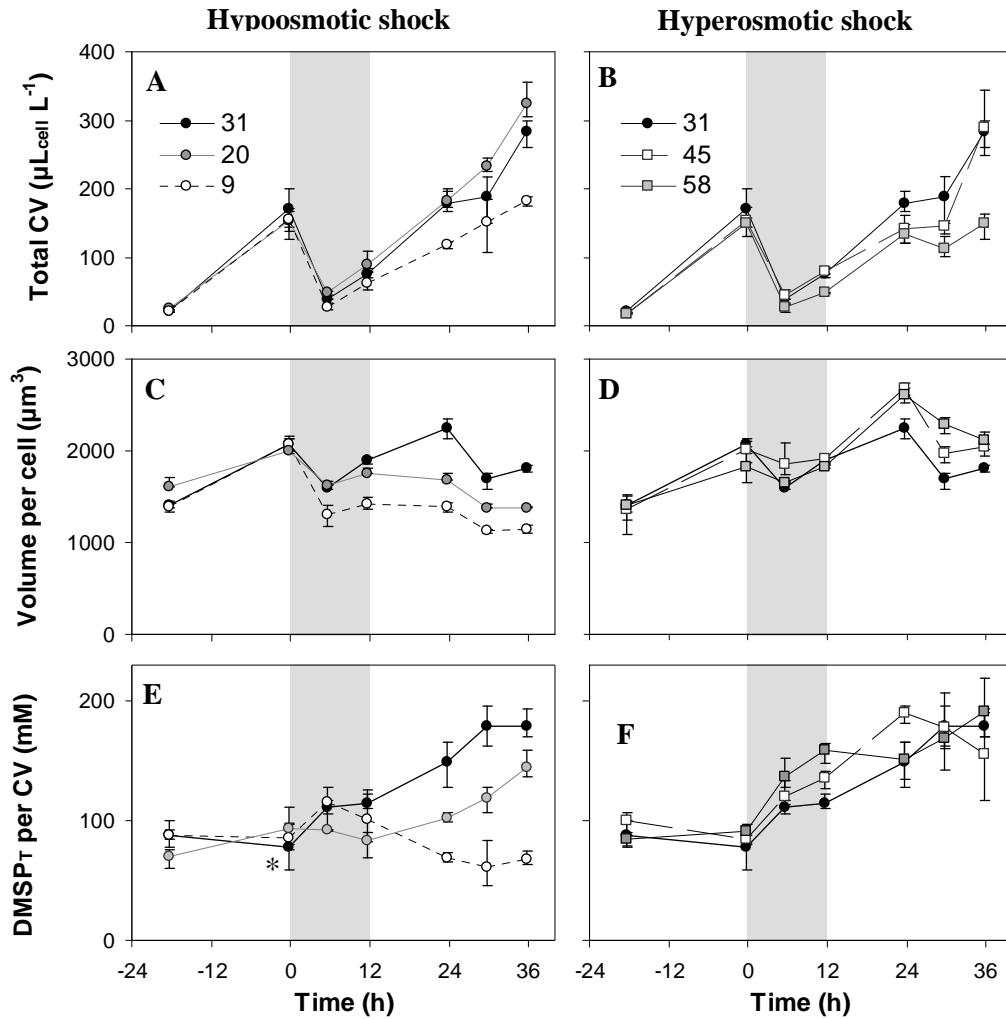 Hypoosmotic shock
Hyperosmotic shock
Total CV (µLcell L-1)
400
300
200
100
0
A
31
20
9
B
31
45
58
Volume per cell (µm3)
3000
2000
1000
0
C
D
DMSPT per CV (mM)
200
100
0
E
*
F
-24 -12 0 12 24 36
-24 -12 0 12 24 36
Time (h)
Time (h)